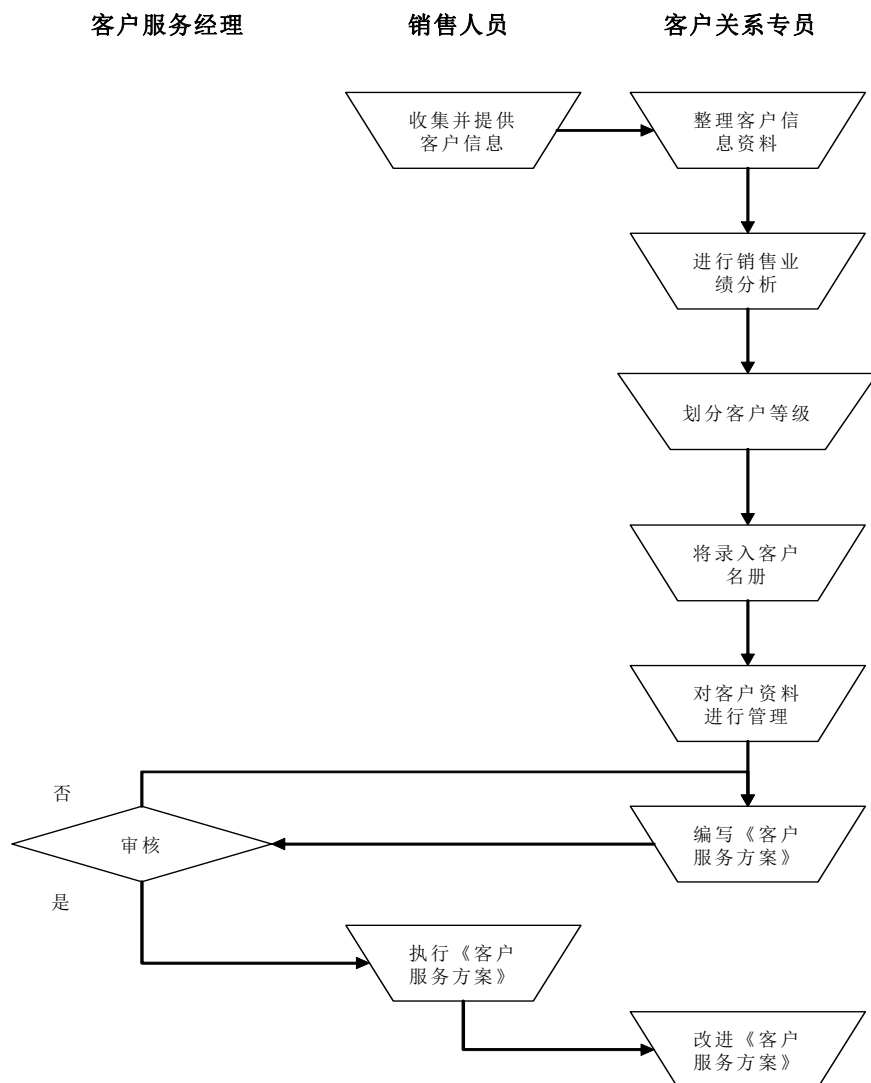 客户服务经理
销售人员
客户关系专员
收集并提供
客户信息
整理客户信
息资料
进行销售业
绩分析
划分客户等级
将录入客户
名册
对客户资料
进行管理
否
审核
编写《客户
服务方案》
是
执行《客户
服务方案》
改进《客户
服务方案》